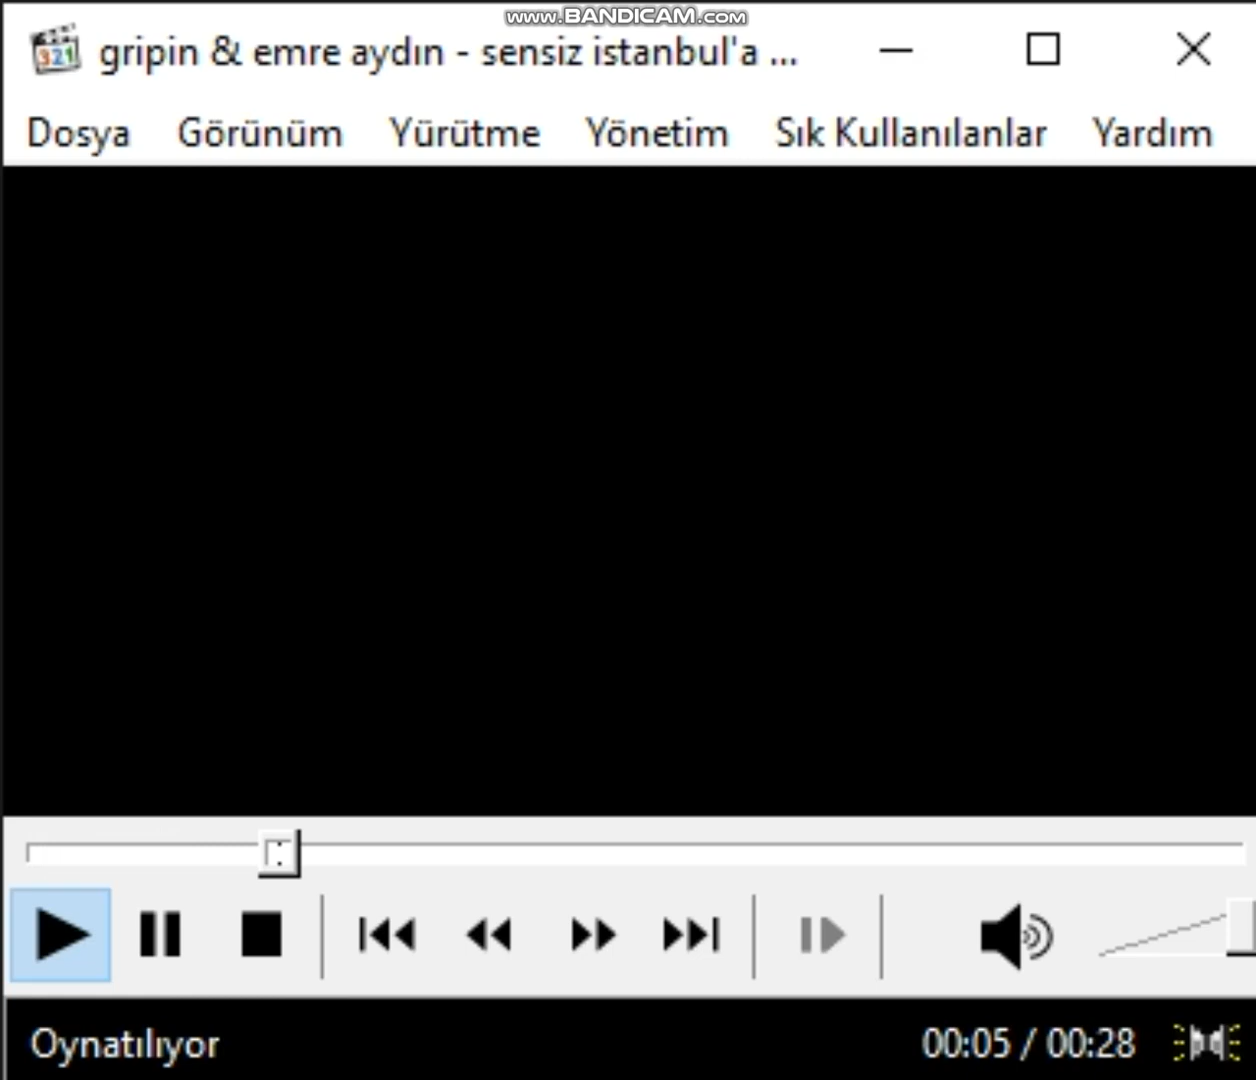 www.BANDICAM.com
321 gripin & emre aydın - sensiz istanbul'a ...
Dosya Görünüm Yürütme Yönetim Sık Kullanılanlar Yardım
Oynatılıyor 00:05 / 00:28